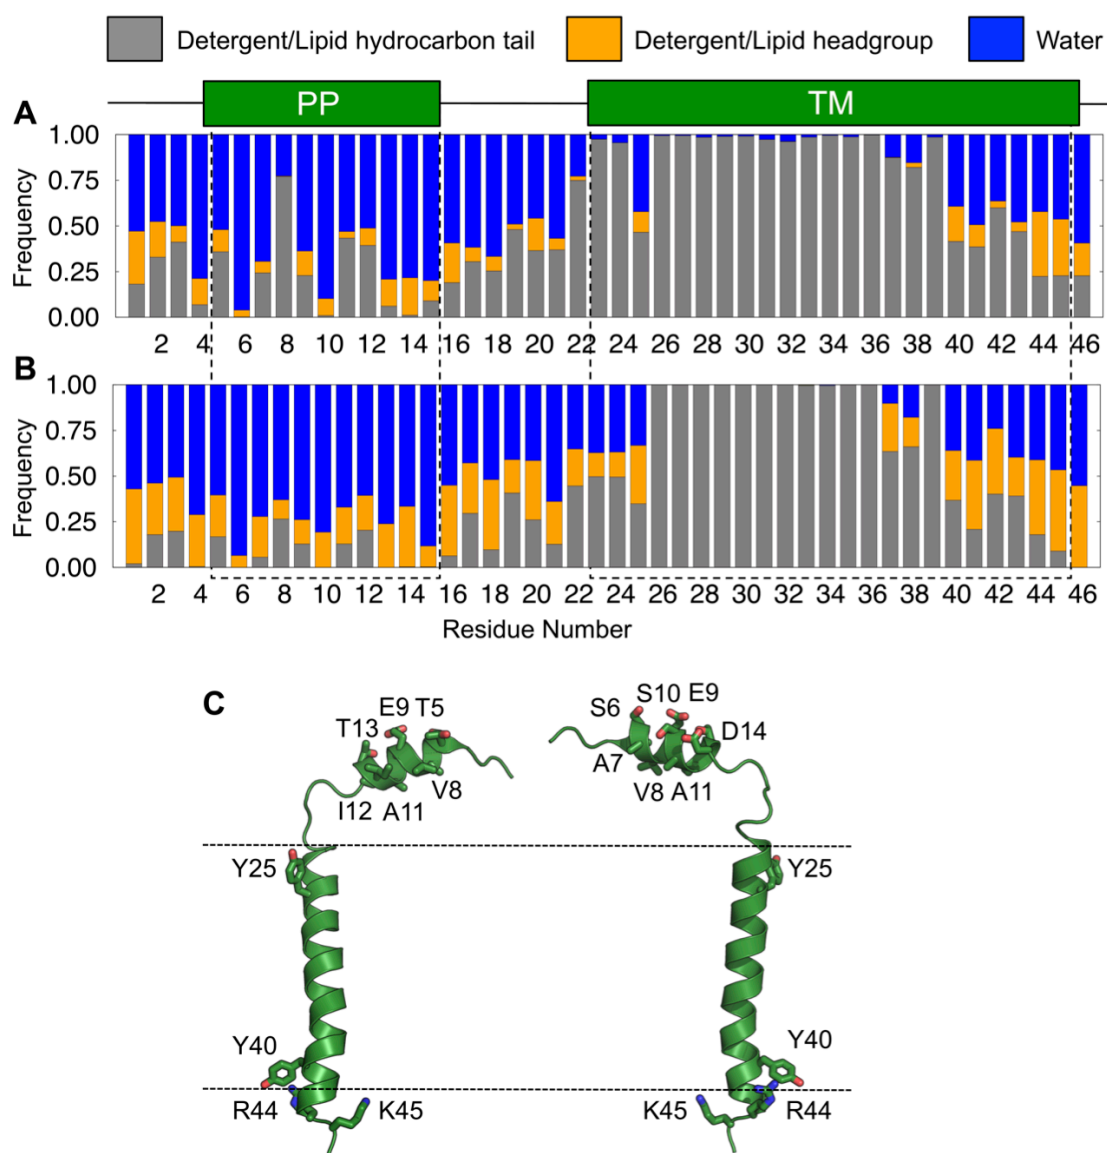 Detergent/Lipid hydrocarbon tail Detergent/Lipid headgroup Water
PP TM
A
1.00
0.75
0.50
0.25
0.00
Frequency
2 4 6 8 10 12 14 16 18 20 22 24 26 28 30 32 34 36 38 40 42 44 46
B
1.00
0.75
0.50
0.25
0.00
Frequency
2 4 6 8 10 12 14 16 18 20 22 24 26 28 30 32 34 36 38 40 42 44 46
Residue Number
C
E9 T5 S10 E9
T13 S6 D14
A7
V8 V8 A11
I12 A11
Y25 Y25
Y40 Y40
R44 K45 K45 R44